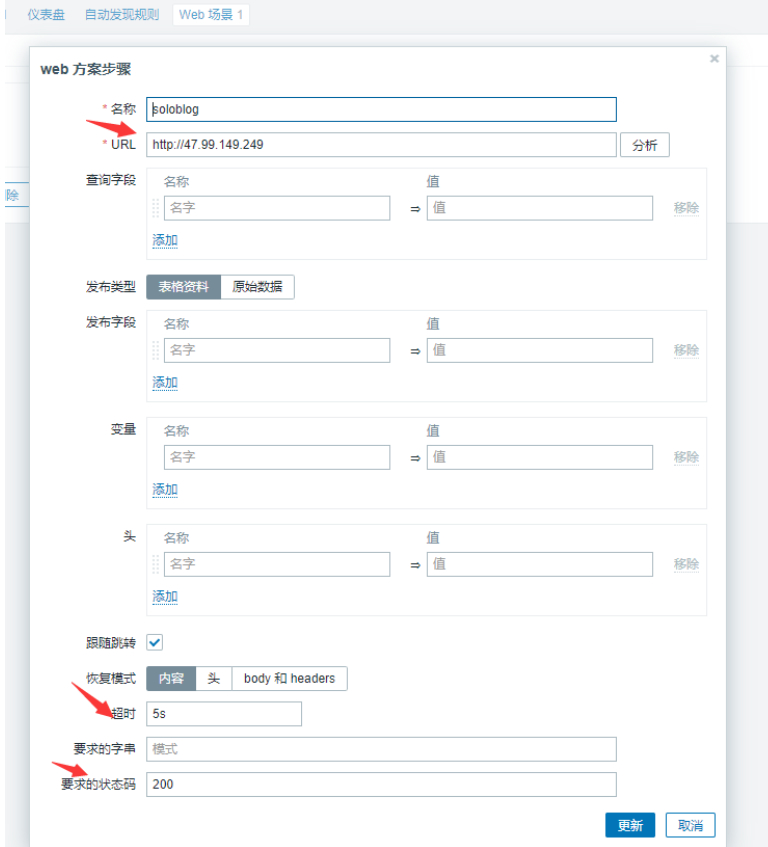 仪表盘 自动发现规则 Web 场景 1
web 方案步骤 ×
* 名称 soloblog
* URL http://47.99.149.249 分析
查询字段 名称 值
名字 ⇒ 值 移除
添加
除
发布类型 表格资料 原始数据
发布字段 名称 值
名字 ⇒ 值 移除
添加
变量 名称 值
名字 ⇒ 值 移除
添加
头 名称 值
名字 ⇒ 值 移除
添加
跟随跳转
恢复模式 内容 头 body 和 headers
超时 5s
要求的字串 模式
要求的状态码 200
更新 取消